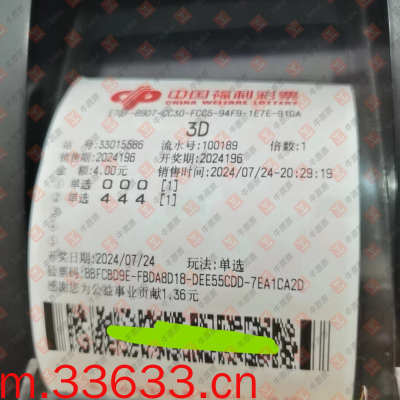 中国福利彩票
CHINA WELFARE LOTTERY
3D
站 号:33015586 流水号:100189 倍数:1
销售期:2024196 开奖期:2024196
金 额:4.00元 销售时间:2024/07/24-20:29:19
① 单选 0 0 0 [1]
② 单选 4 4 4 [1]
开奖日期:2024/07/24 玩法:单选
感谢您为公益事业贡献1.36元
m.33633.cn